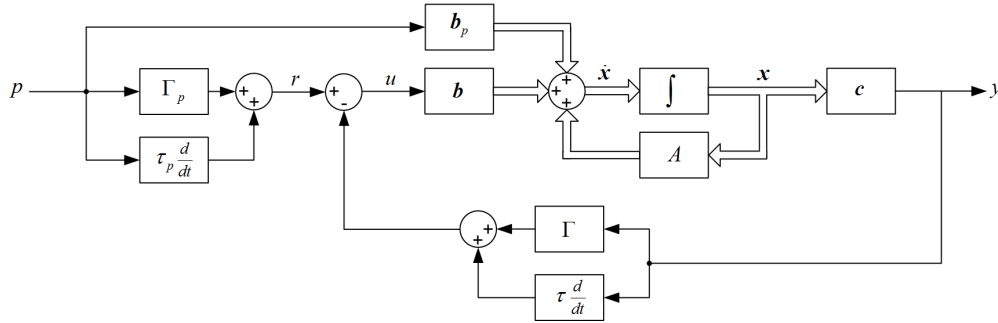 b_p
p
Γ_p
+
+
r
+
-
u
b
+
+
+
ẋ
∫
x
c
y
τ_p d/dt
A
+
+
Γ
τ d/dt